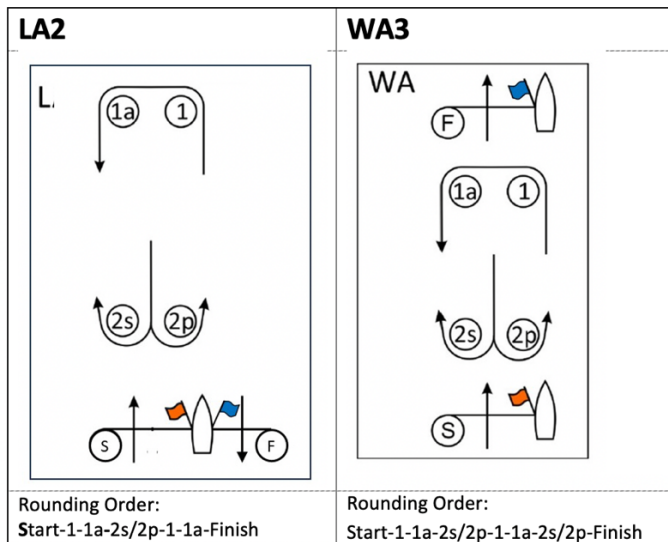 LA2
L
1a
1
2s
2p
S
F
Rounding Order:
Start-1-1a-2s/2p-1-1a-Finish
WA3
WA
F
1a
1
2s
2p
S
Rounding Order:
Start-1-1a-2s/2p-1-1a-2s/2p-Finish